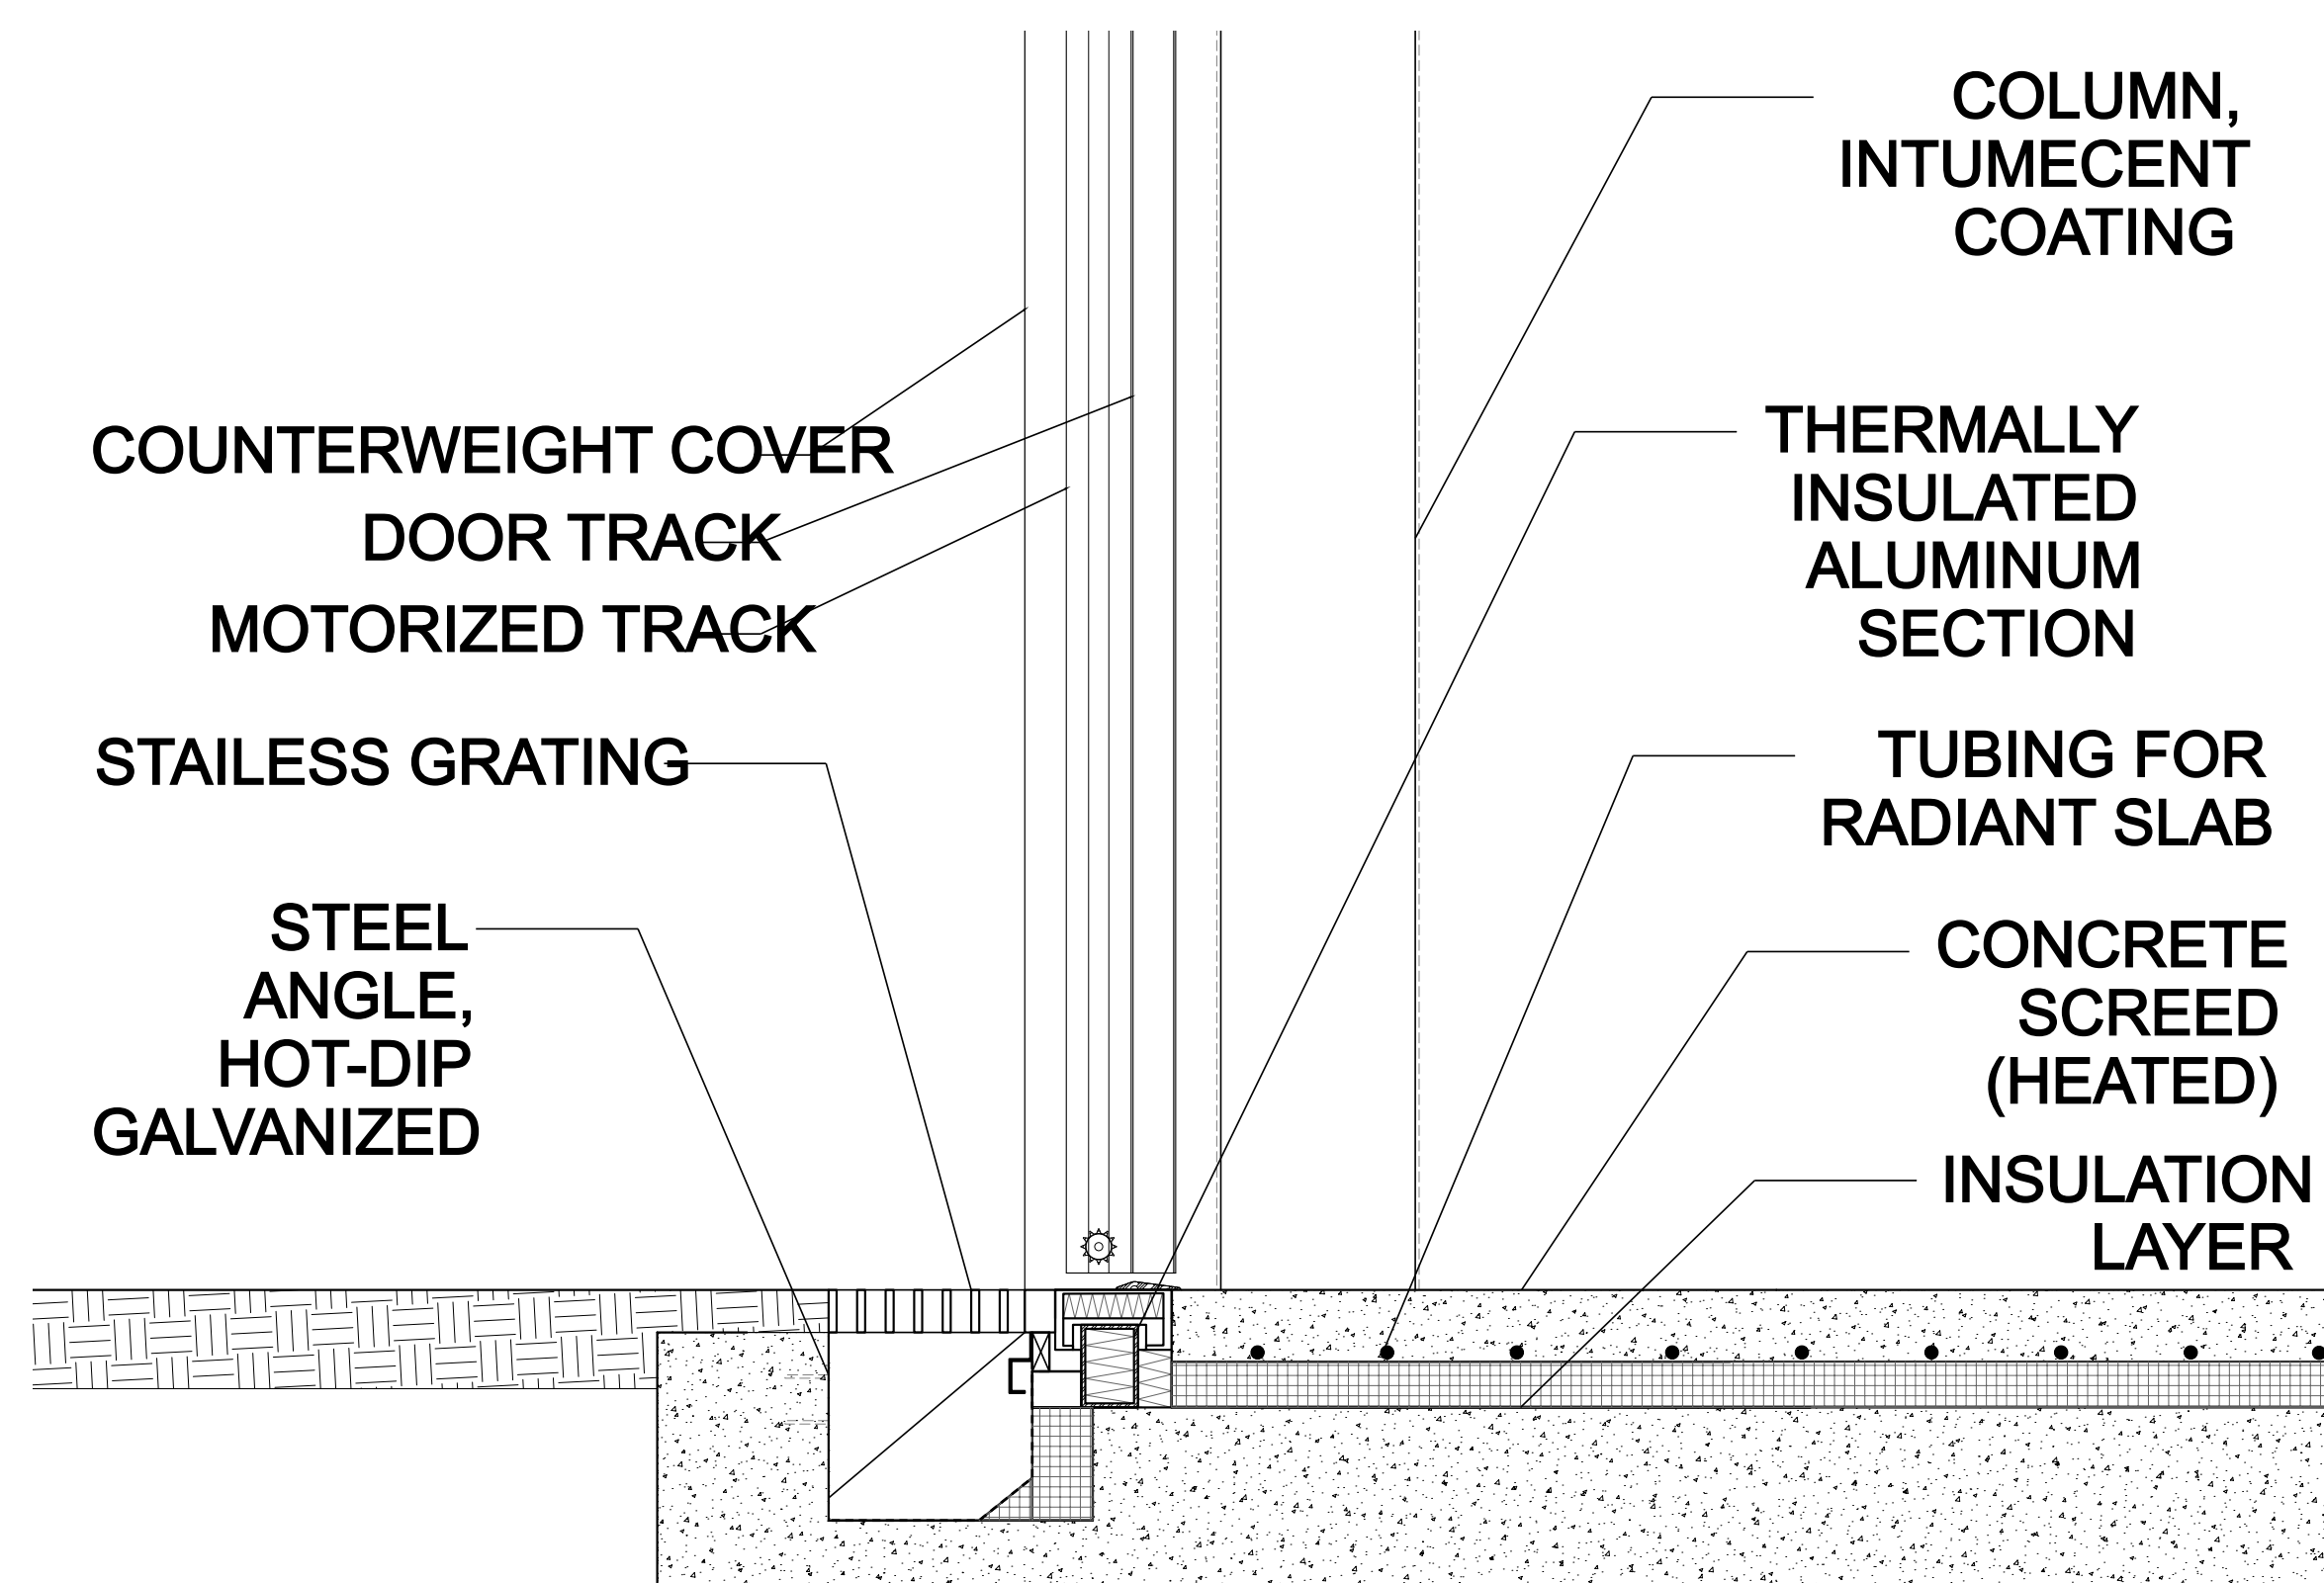 COUNTERWEIGHT COVER
DOOR TRACK
MOTORIZED TRACK
STAILESS GRATING
STEEL
ANGLE,
HOT-DIP
GALVANIZED
COLUMN,
INTUMECENT
COATING
THERMALLY
INSULATED
ALUMINUM
SECTION
TUBING FOR
RADIANT SLAB
CONCRETE
SCREED
(HEATED)
INSULATION
LAYER